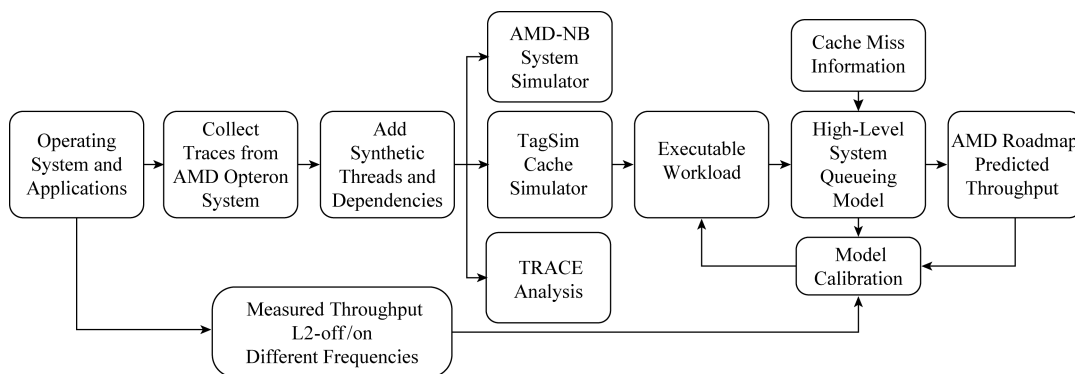 AMD-NB
System
Simulator
Cache Miss
Information
Operating
System and
Applications
Collect
Traces from
AMD Opteron
System
Add
Synthetic
Threads and
Dependencies
TagSim
Cache
Simulator
Executable
Workload
High-Level
System
Queueing
Model
AMD Roadmap
Predicted
Throughput
TRACE
Analysis
Model
Calibration
Measured Throughput
L2-off/on
Different Frequencies